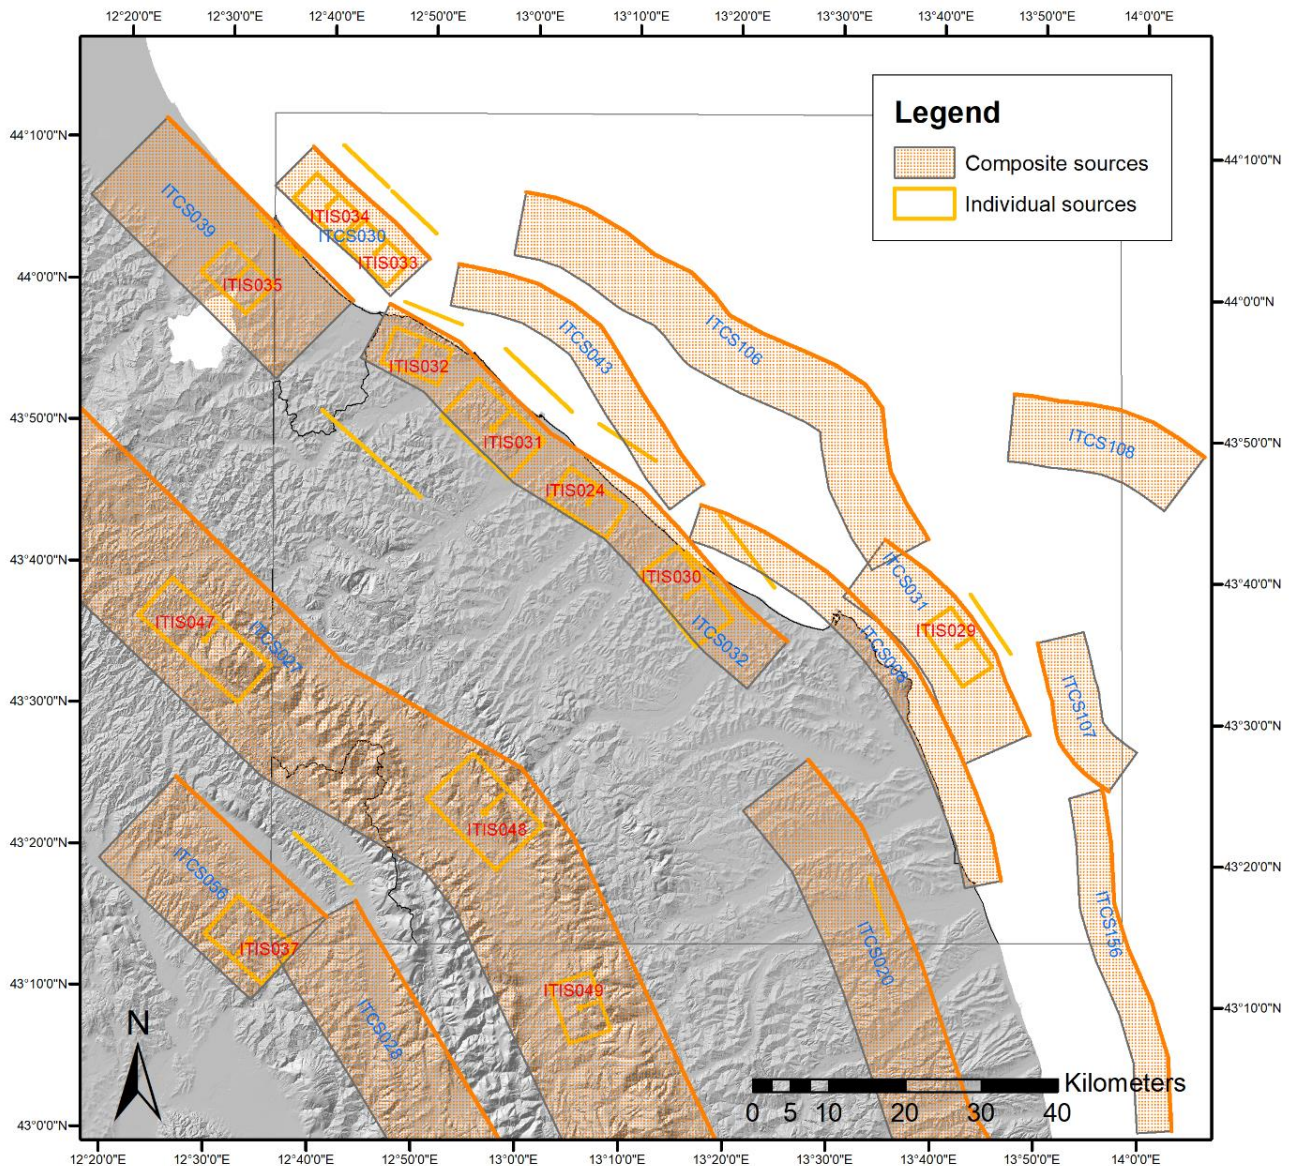 12°20'0"E 12°30'0"E 12°40'0"E 12°50'0"E 13°0'0"E 13°10'0"E 13°20'0"E 13°30'0"E 13°40'0"E 13°50'0"E 14°0'0"E
Legend
Composite sources
Individual sources
44°10'0"N
44°10'0"N
ITCS039
ITIS034
ITCS030
ITIS033
ITIS035
44°0'0"N
44°0'0"N
ITCS106
ITCS043
ITIS032
43°50'0"N
43°50'0"N
ITIS031
ITCS108
ITIS024
43°40'0"N
43°40'0"N
ITIS030
ITCS031
ITIS047
ITCS027
ITCS032
ITIS029
ITCS008
43°30'0"N
43°30'0"N
ITCS107
ITIS048
43°20'0"N
43°20'0"N
ITCS056
ITIS037
ITCS020
ITCS156
43°10'0"N
43°10'0"N
ITIS049
ITCS028
N
Kilometers
0 5 10 20 30 40
43°0'0"N
12°20'0"E 12°30'0"E 12°40'0"E 12°50'0"E 13°0'0"E 13°10'0"E 13°20'0"E 13°30'0"E 13°40'0"E 13°50'0"E 14°0'0"E